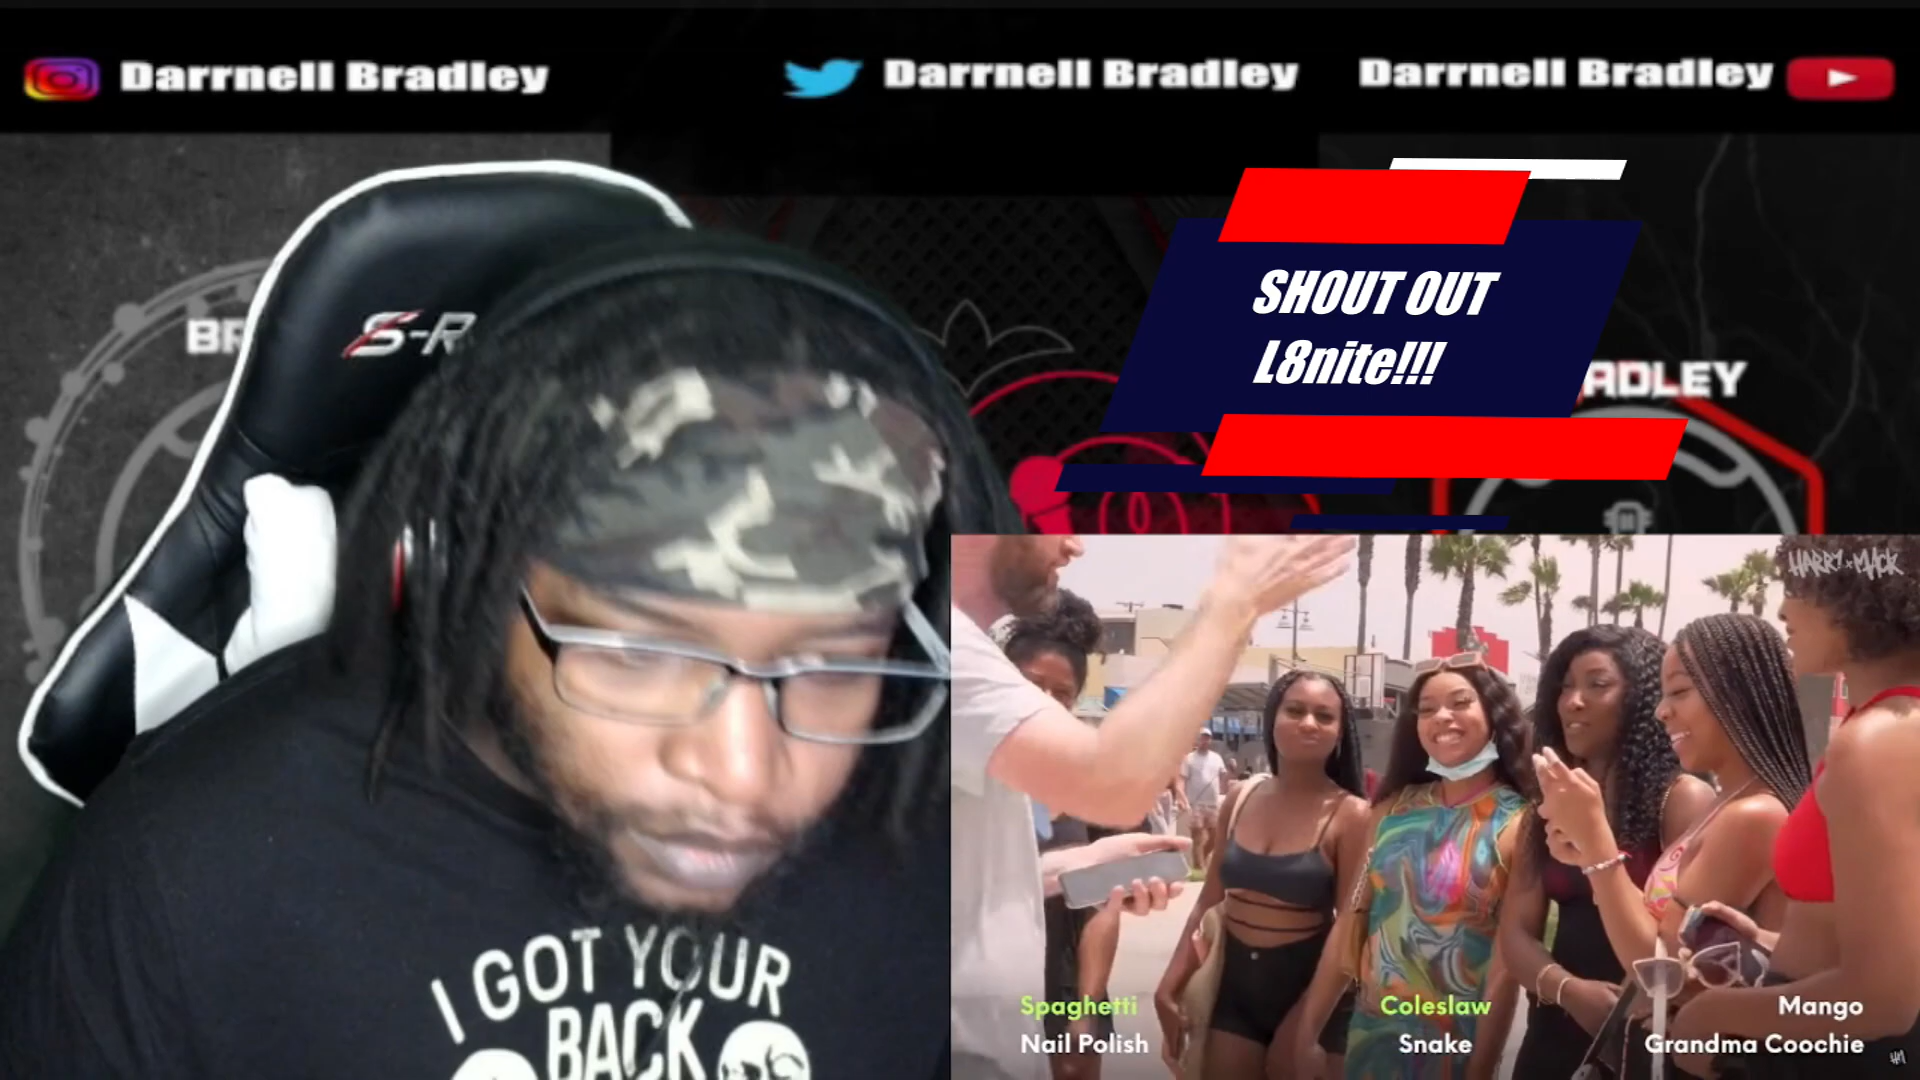 Darrnell Bradley
Darrnell Bradley
Darrnell Bradley
SHOUT OUT
L8nite!!!
BR
S-R
ADLEY
HARRY MACK
I GOT YOUR
BACK
Spaghetti
Coleslaw
Mango
Nail Polish
Snake
Grandma Coochie